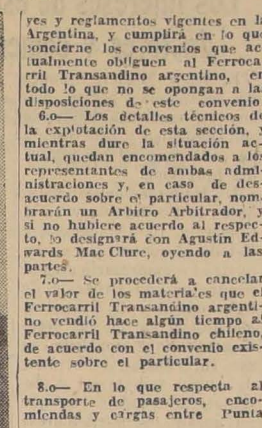 yes y reglamentos vigentes en l
Argentina, y cumplirá en lo que
concierne los convenios que ac
tualmente obliguen al Ferroca
rril Transandino argentino, en
todo lo que no se opongan a la
disposiciones de este convenio
6.o— Los detalles técnicos de
la explotación de esta sección, y
mientras dure la situación ac-
tual, quedan encomendados a los
representantes de ambas admi-
nistraciones y, en caso de des-
acuerdo sobre el particular, nom-
brarán un Arbitro Arbitrador, y
si no hubiere acuerdo al respec-
to, lo designará don Agustín Ed-
wards Mac Clure, oyendo a las
partes.
7.o— Se procederá a cancelar
el valor de los materiales que el
Ferrocarril Transandino argenti-
no vendió hace algún tiempo al
Ferrocarril Transandino chileno,
de acuerdo con el convenio exis-
tente sobre el particular.
8.o— En lo que respecta al
transporte de pasajeros, enco-
miendas y cargas entre Punta